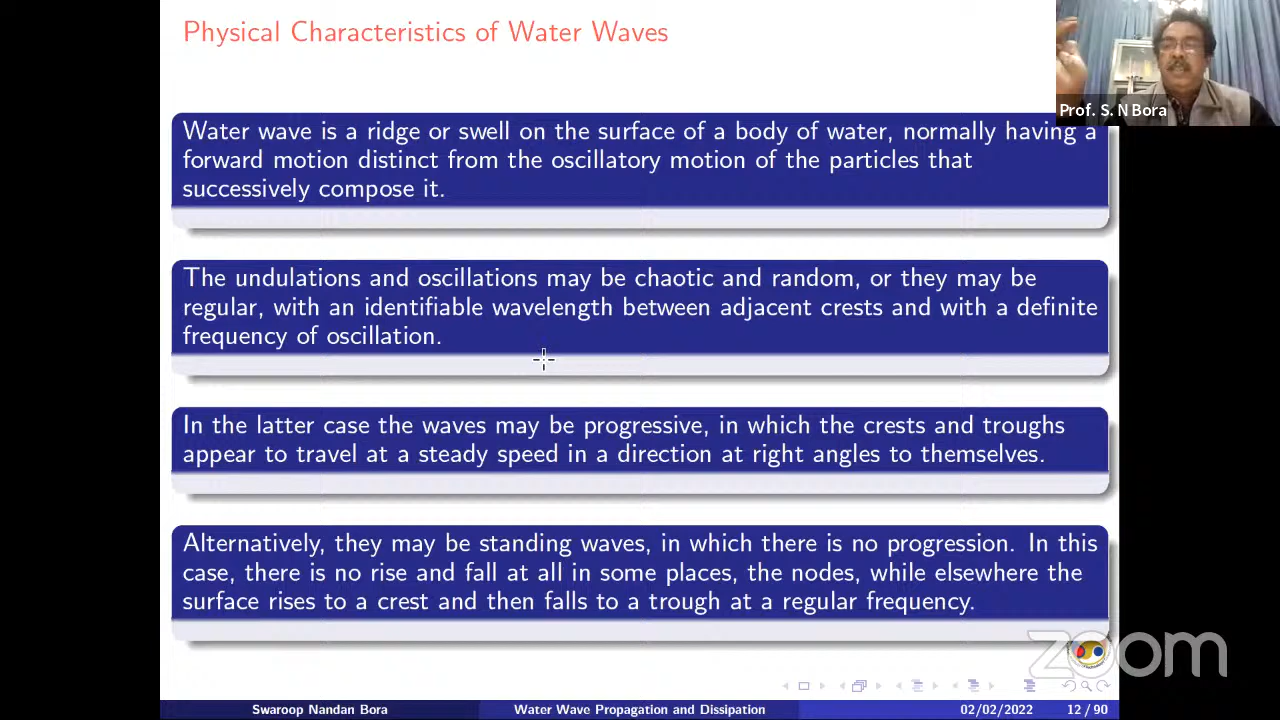 Physical Characteristics of Water Waves
Prof. S. N Bora
Water wave is a ridge or swell on the surface of a body of water, normally having a
forward motion distinct from the oscillatory motion of the particles that
successively compose it.
The undulations and oscillations may be chaotic and random, or they may be
regular, with an identifiable wavelength between adjacent crests and with a definite
frequency of oscillation.
In the latter case the waves may be progressive, in which the crests and troughs
appear to travel at a steady speed in a direction at right angles to themselves.
Alternatively, they may be standing waves, in which there is no progression. In this
case, there is no rise and fall at all in some places, the nodes, while elsewhere the
surface rises to a crest and then falls to a trough at a regular frequency.
zoom
Swaroop Nandan Bora
Water Wave Propagation and Dissipation
02/02/2022
12 / 90